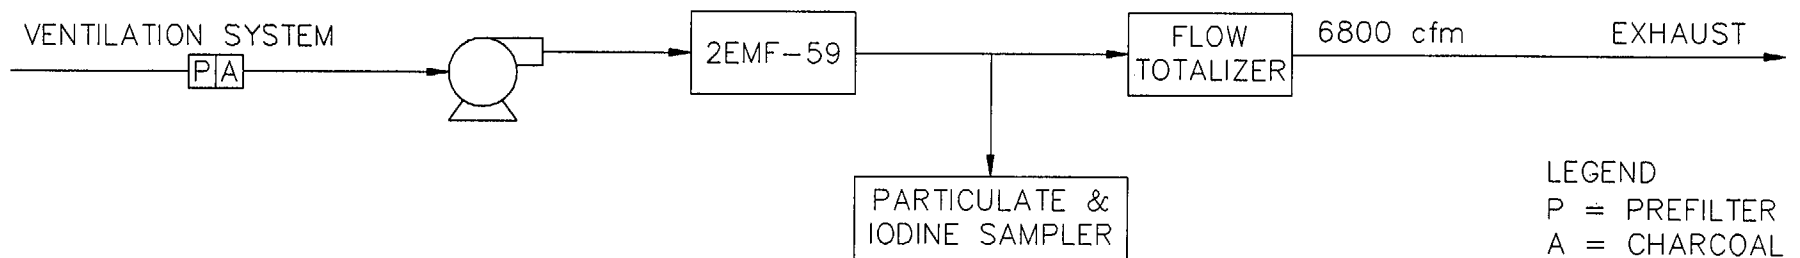 VENTILATION SYSTEM
P A
2EMF-59
FLOW
TOTALIZER
6800 cfm
EXHAUST
PARTICULATE &
IODINE SAMPLER
LEGEND
P = PREFILTER
A = CHARCOAL